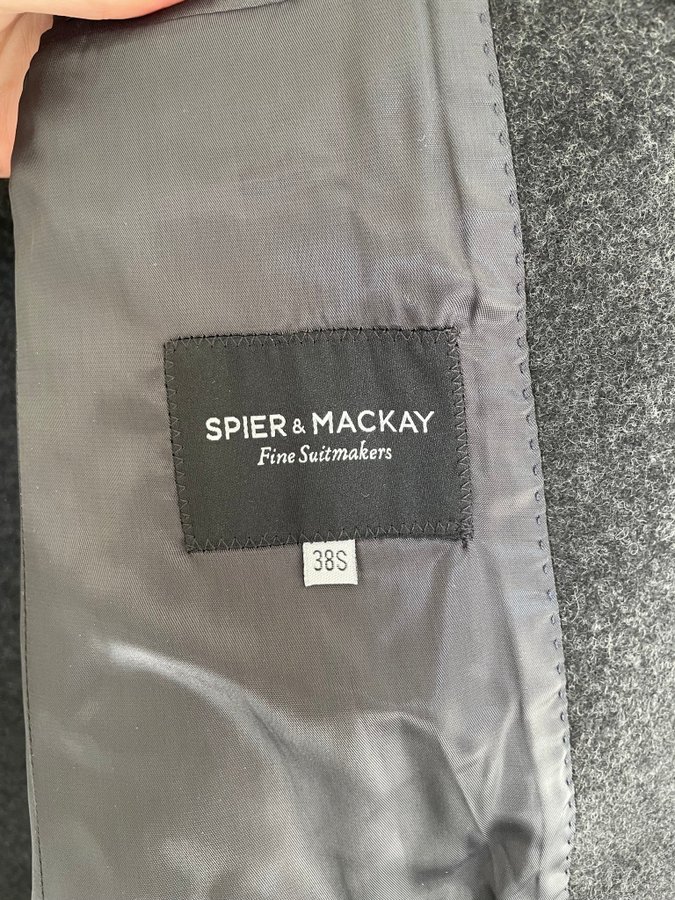 SPIER & MACKAY
Fine Suitmakers
38S